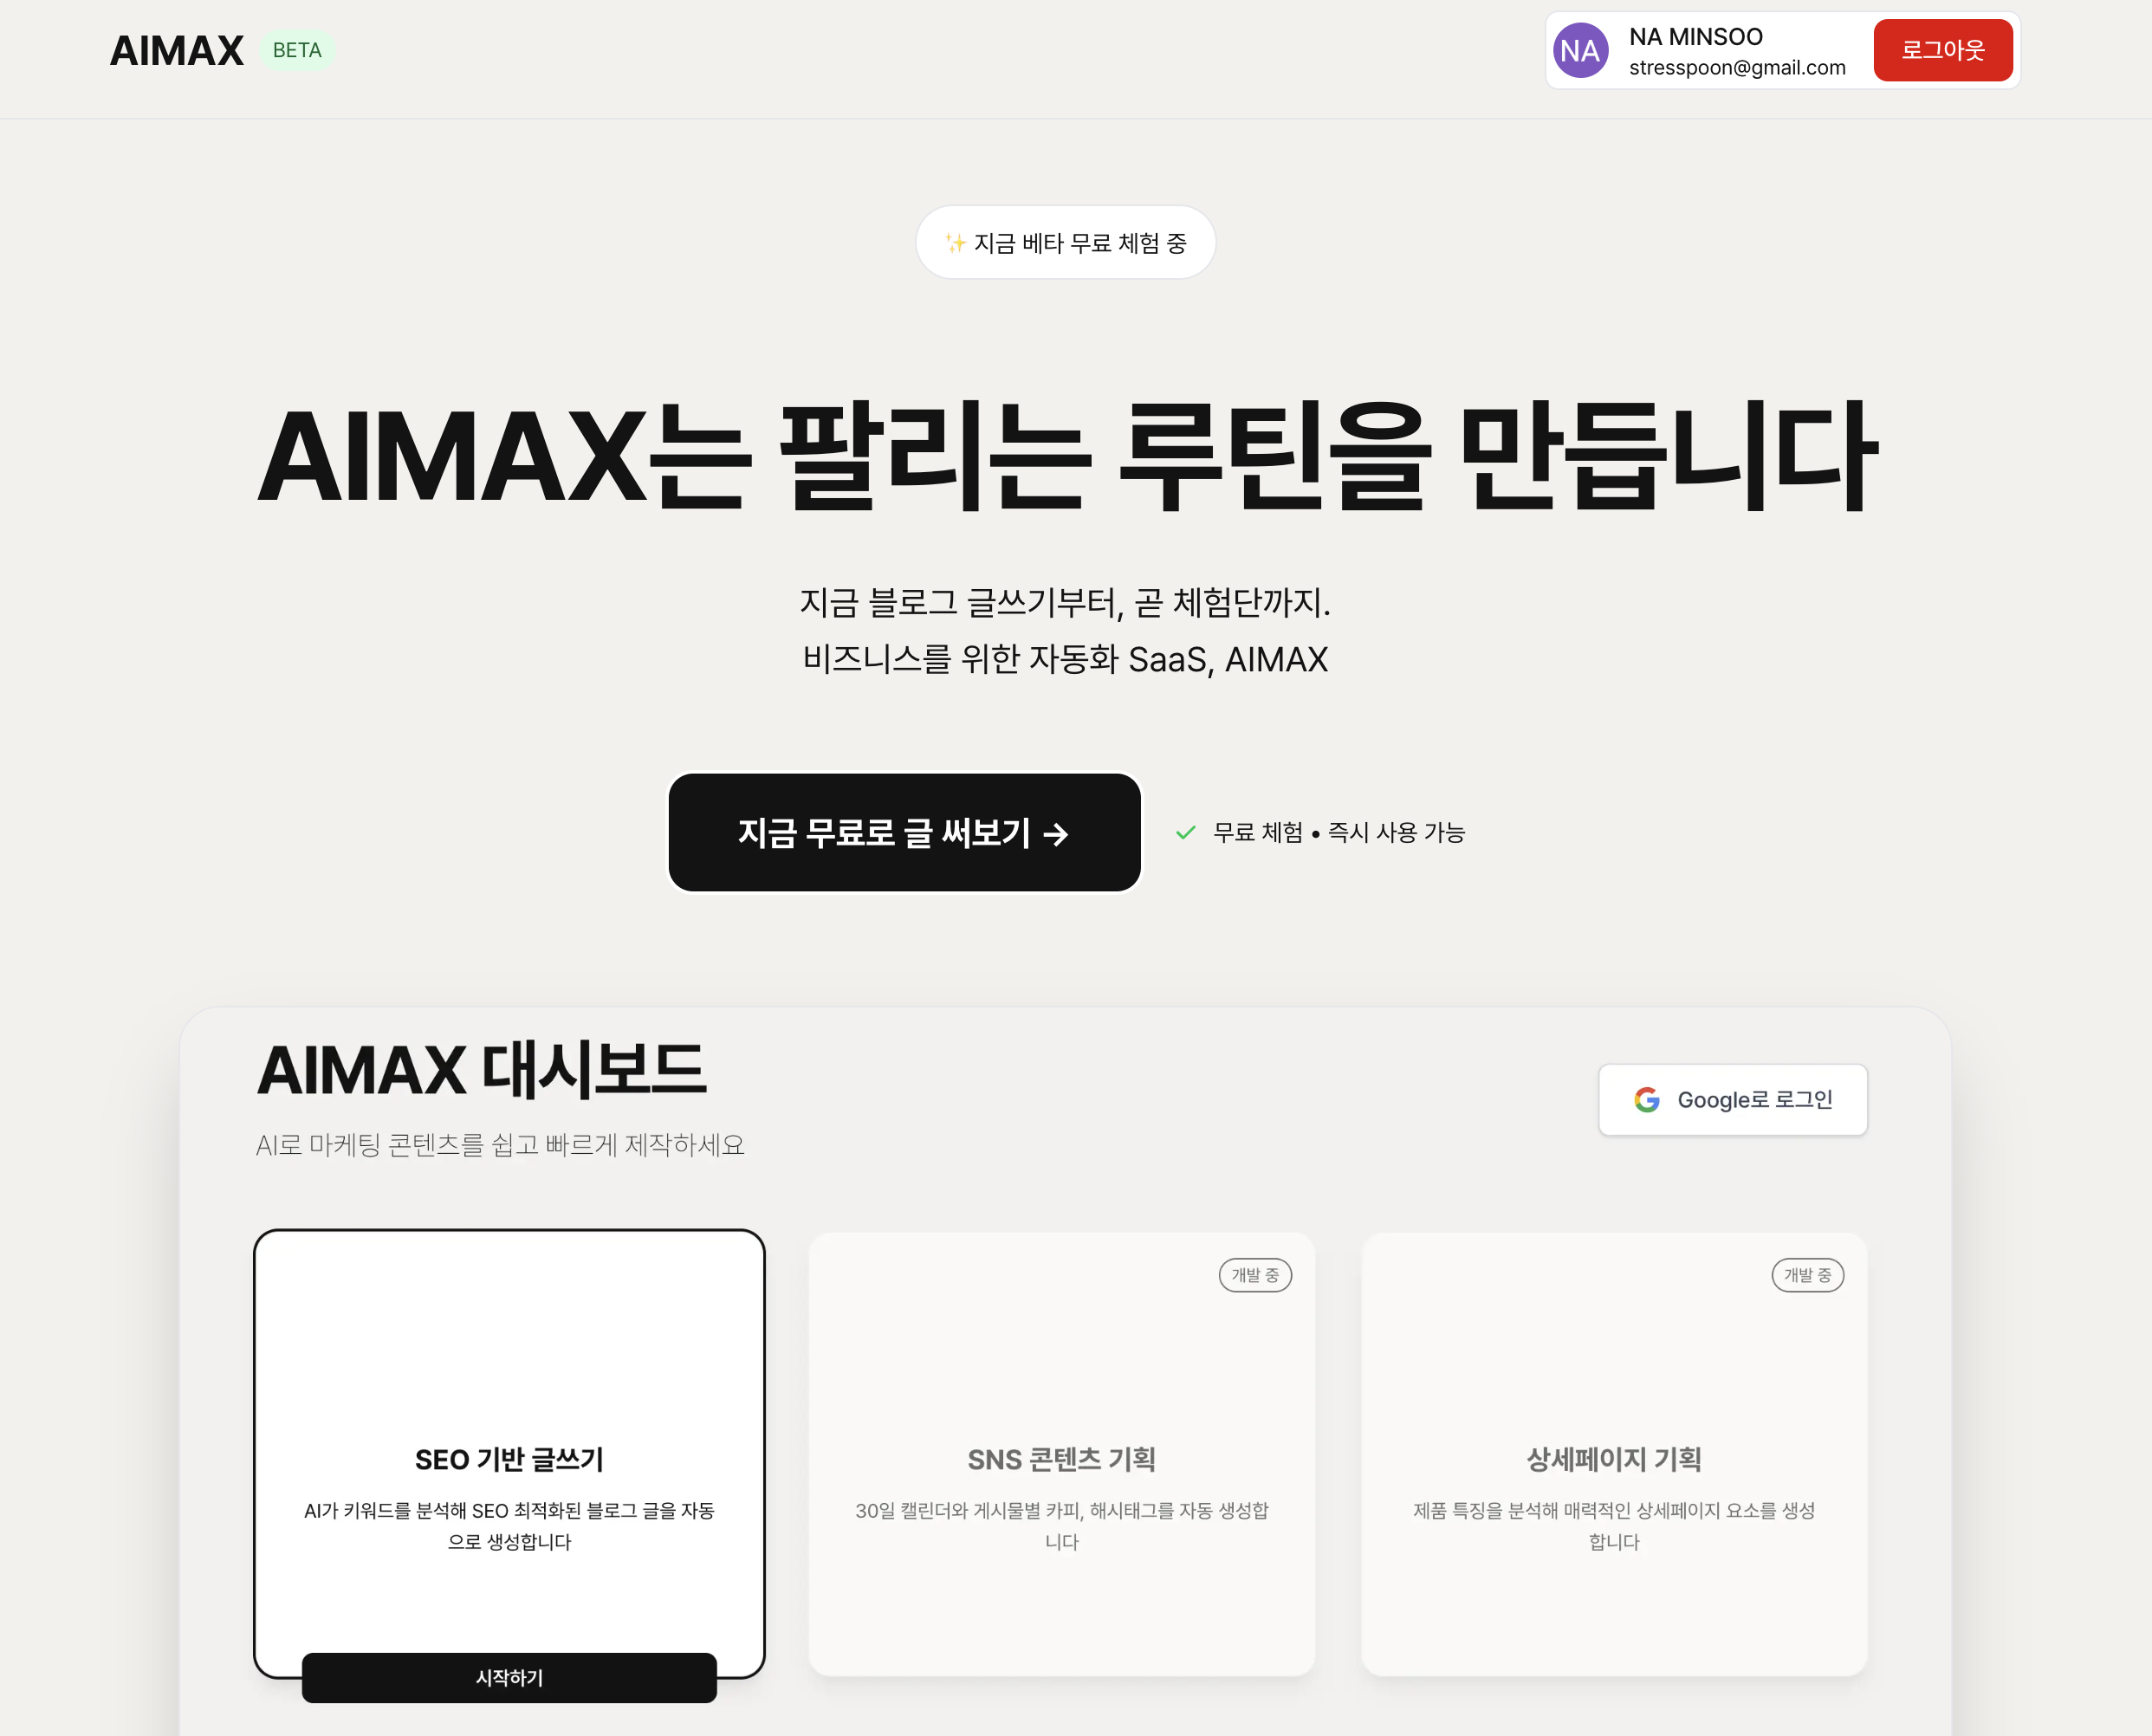 AIMAX BETA
NA
NA MINSOO
stresspoon@gmail.com
로그아웃
✨ 지금 베타 무료 체험 중
AIMAX는 팔리는 루틴을 만듭니다
지금 블로그 글쓰기부터, 곧 체험단까지.
비즈니스를 위한 자동화 SaaS, AIMAX
지금 무료로 글 써보기 →
무료 체험 • 즉시 사용 가능
AIMAX 대시보드
AI로 마케팅 콘텐츠를 쉽고 빠르게 제작하세요
Google로 로그인
SEO 기반 글쓰기
AI가 키워드를 분석해 SEO 최적화된 블로그 글을 자동
으로 생성합니다
시작하기
개발 중
SNS 콘텐츠 기획
30일 캘린더와 게시물별 카피, 해시태그를 자동 생성합
니다
개발 중
상세페이지 기획
제품 특징을 분석해 매력적인 상세페이지 요소를 생성
합니다